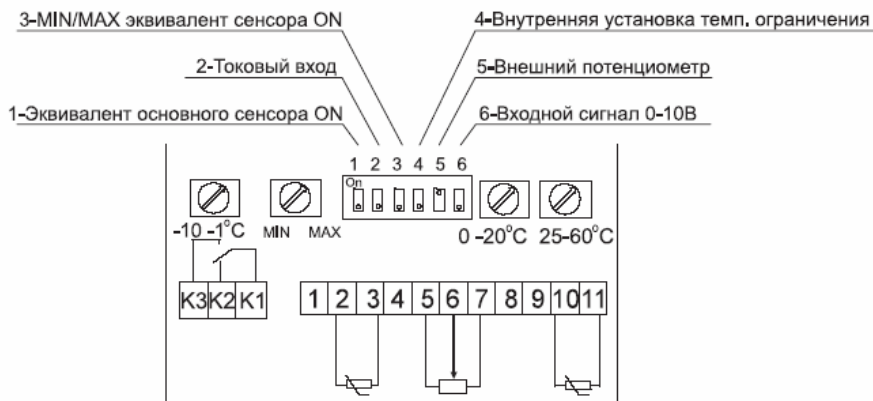 3-MIN/MAX эквивалент сенсора ON
4-Внутренняя установка темп. ограничения
2-Токовый вход
5-Внешний потенциометр
1-Эквивалент основного сенсора ON
6-Входной сигнал 0-10В
1 2 3 4 5 6
On
-10 -1°C MIN MAX 0 -20°C 25-60°C
K3 K2 K1 1 2 3 4 5 6 7 8 9 10 11